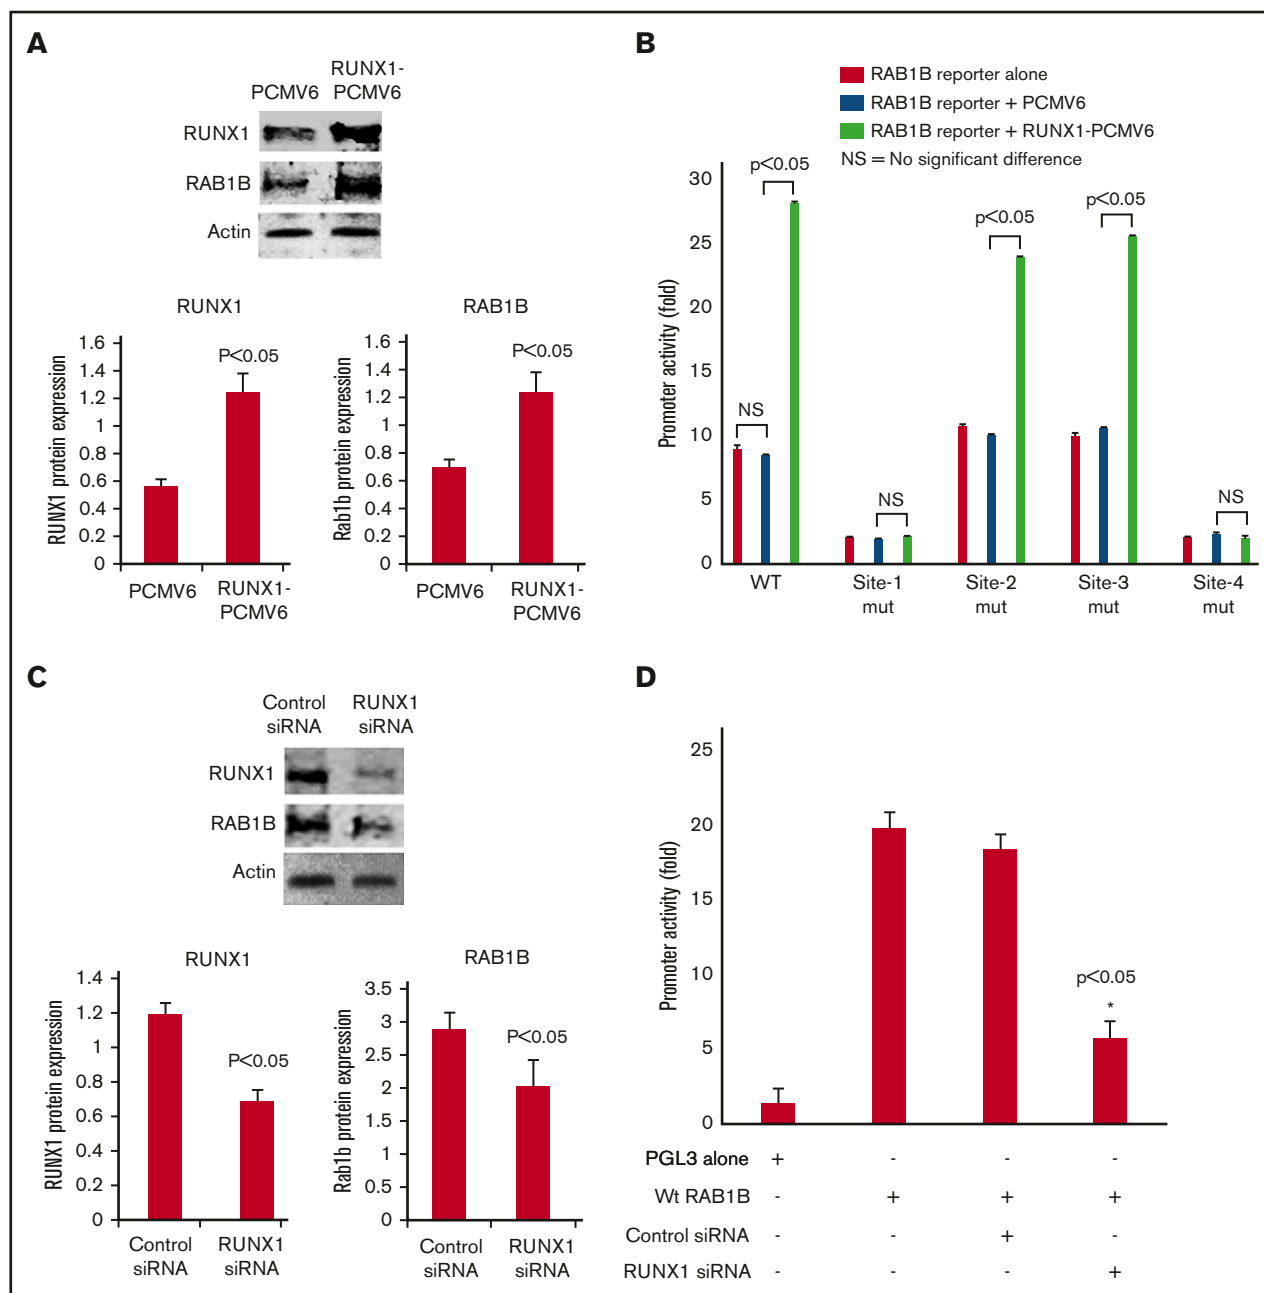 A
PCMV6
RUNX1-
PCMV6
RUNX1
RAB1B
Actin
RUNX1
RUNX1 protein expression
1.6
1.4
1.2
1
0.8
0.6
0.4
0.2
0
P<0.05
PCMV6
RUNX1-
PCMV6
RAB1B
Rab1b protein expression
1.6
1.4
1.2
1
0.8
0.6
0.4
0.2
0
P<0.05
PCMV6
RUNX1-
PCMV6
B
RAB1B reporter alone
RAB1B reporter + PCMV6
RAB1B reporter + RUNX1-PCMV6
NS = No significant difference
Promoter activity (fold)
30
25
20
15
10
5
0
NS
p<0.05
NS
p<0.05
p<0.05
NS
WT
Site-1
mut
Site-2
mut
Site-3
mut
Site-4
mut
C
Control
siRNA
RUNX1
siRNA
RUNX1
RAB1B
Actin
RUNX1
RUNX1 protein expression
1.4
1.2
1
0.8
0.6
0.4
0.2
0
P<0.05
Control
siRNA
RUNX1
siRNA
RAB1B
Rab1b protein expression
3.5
3
2.5
2
1.5
1
0.5
0
P<0.05
Control
siRNA
RUNX1
siRNA
D
Promoter activity (fold)
25
20
15
10
5
0
p<0.05
*
PGL3 alone + - - -
Wt RAB1B - + + +
Control siRNA - - + -
RUNX1 siRNA - - - +